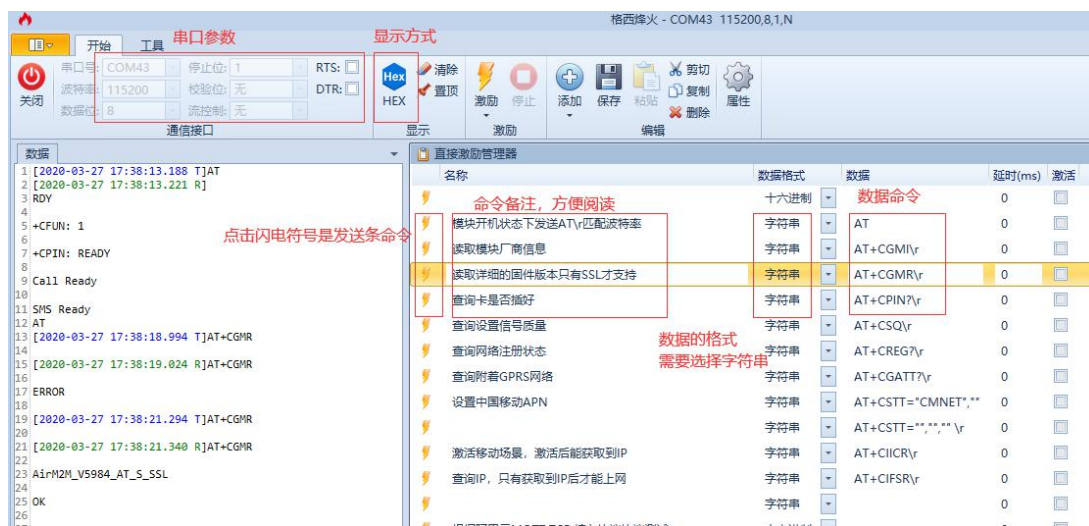 格西烽火 - COM43 115200,8,1,N
开始 工具
串口参数
显示方式
关闭
串口号: COM43 停止位: 1 RTS:
波特率: 115200 校验位: 无 DTR:
数据位: 8 流控制: 无
通信接口
Hex
HEX
清除
置顶
显示
激励 停止
激励
添加 保存 粘贴
剪切
复制
删除
编辑
属性
数据
1 [2020-03-27 17:38:13.188 T]AT
2 [2020-03-27 17:38:13.221 R]
3 RDY
4
5 +CFUN: 1
6
7 +CPIN: READY
8
9 Call Ready
10
11 SMS Ready
12 AT
13 [2020-03-27 17:38:18.994 T]AT+CGMR
14
15 [2020-03-27 17:38:19.024 R]AT+CGMR
16
17 ERROR
18
19 [2020-03-27 17:38:21.294 T]AT+CGMR
20
21 [2020-03-27 17:38:21.340 R]AT+CGMR
22
23 AirM2M_V5984_AT_S_SSL
24
25 OK
26
点击闪电符号是发送条命令
直接激励管理器
名称 数据格式 数据 延时(ms) 激活
命令备注，方便阅读
数据命令
十六进制 0
模块开机状态下发送AT\r匹配波特率 字符串 AT 0
读取模块厂商信息 字符串 AT+CGMI\r 0
读取详细的固件版本只有SSL才支持 字符串 AT+CGMR\r 0
查询卡是否插好 字符串 AT+CPIN?\r 0
查询设置信号质量 字符串 AT+CSQ\r 0
数据的格式
需要选择字符串
查询网络注册状态 字符串 AT+CREG?\r 0
查询附着GPRS网络 字符串 AT+CGATT?\r 0
设置中国移动APN 字符串 AT+CSTT="CMNET","" 0
字符串 AT+CSTT="","","" \r 0
激活移动场景，激活后能获取到IP 字符串 AT+CIICR\r 0
查询IP，只有获取到IP后才能上网 字符串 AT+CIFSR\r 0
字符串 0